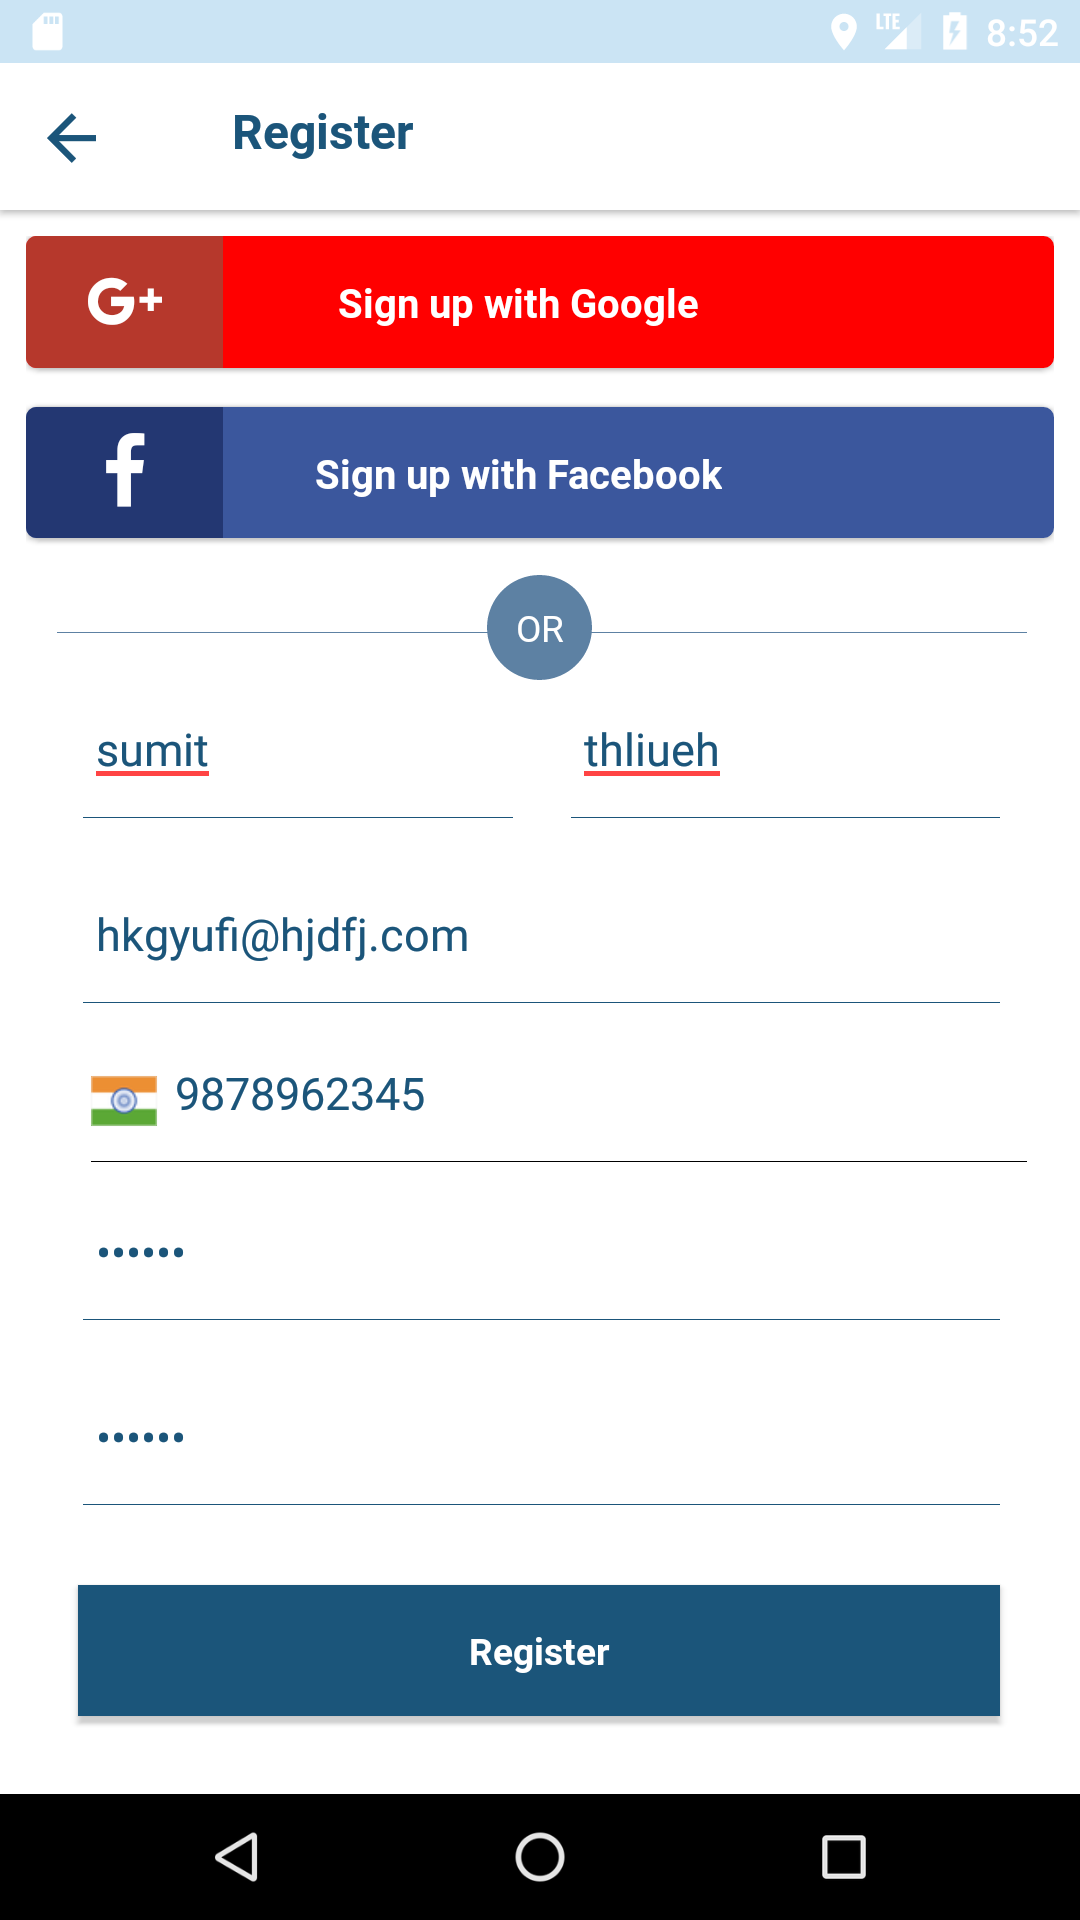 LTE 8:52
Register
G+ Sign up with Google
f Sign up with Facebook
OR
sumit thliueh
hkgyufi@hjdfj.com
9878962345
••••••
••••••
Register